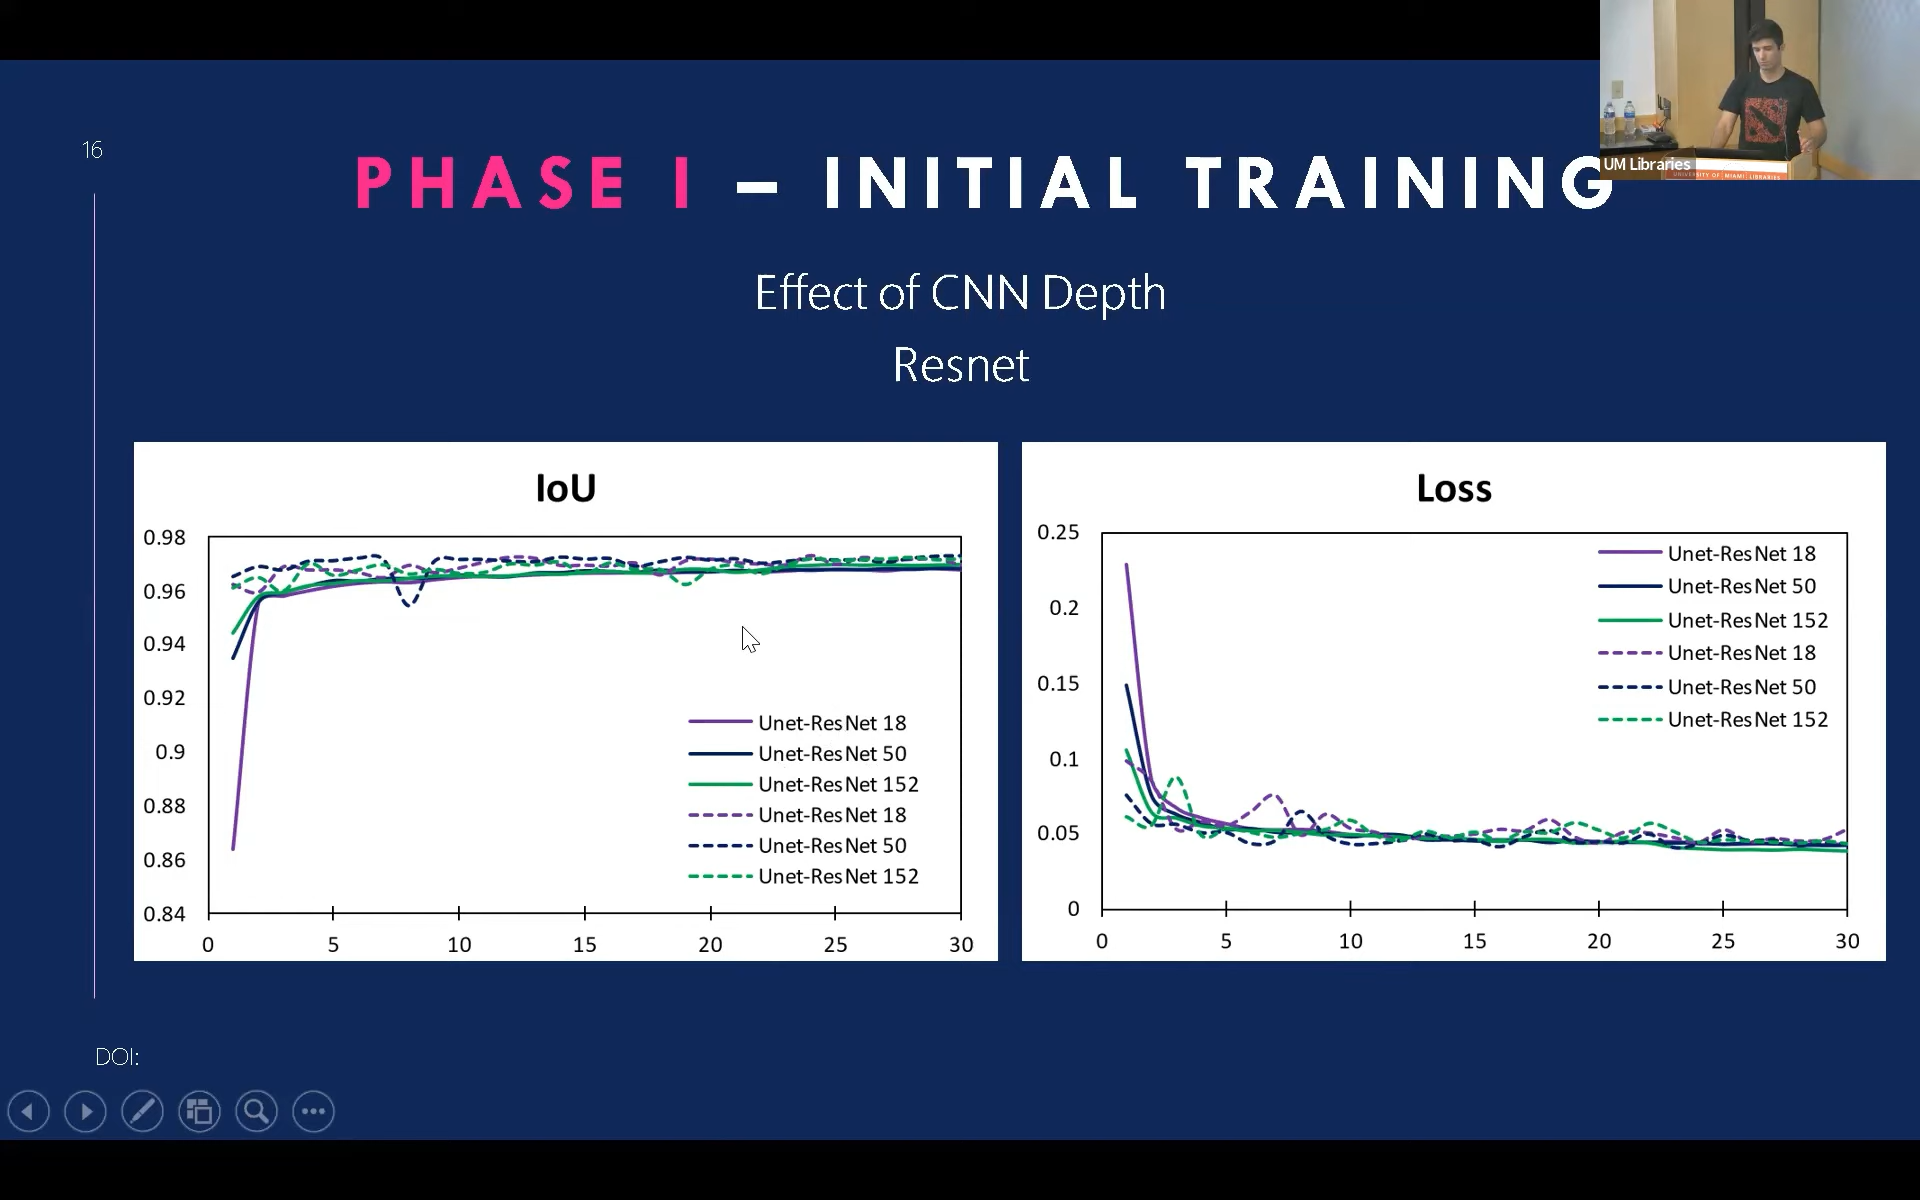 UM Libraries
UNIVERSITY OF MIAMI LIBRARIES
16
PHASE I – INITIAL TRAINING
Effect of CNN Depth
Resnet
IoU
0.98
0.96
0.94
0.92
0.9
0.88
0.86
0.84
0
5
10
15
20
25
30
Unet-ResNet 18
Unet-ResNet 50
Unet-ResNet 152
Unet-ResNet 18
Unet-ResNet 50
Unet-ResNet 152
Loss
0.25
0.2
0.15
0.1
0.05
0
0
5
10
15
20
25
30
Unet-ResNet 18
Unet-ResNet 50
Unet-ResNet 152
Unet-ResNet 18
Unet-ResNet 50
Unet-ResNet 152
DOI: